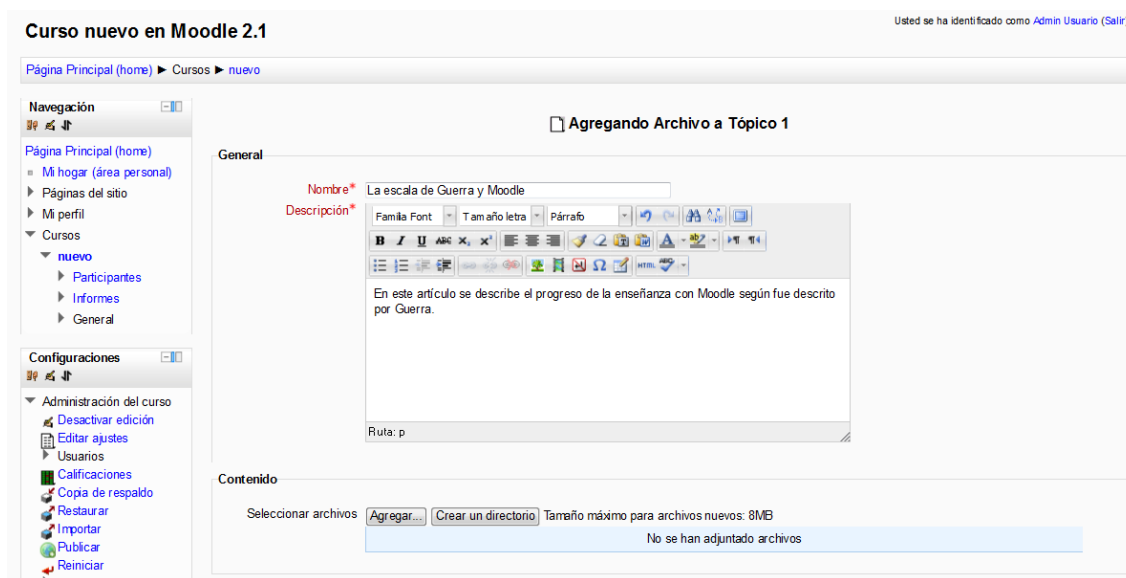 Curso nuevo en Moodle 2.1
Usted se ha identificado como Admin Usuario (Salir
Página Principal (home) ► Cursos ► nuevo
Navegación
Página Principal (home)
Mi hogar (área personal)
Páginas del sitio
Mi perfil
Cursos
nuevo
Participantes
Informes
General
Configuraciones
Administración del curso
Desactivar edición
Editar ajustes
Usuarios
Calificaciones
Copia de respaldo
Restaurar
Importar
Publicar
Reiniciar
Agregando Archivo a Tópico 1
General
Nombre* La escala de Guerra y Moodle
Descripción*
Familia Font Tamaño letra Párrafo
B I U ABC X, x² A ab
Ω HTML ABC
En este artículo se describe el progreso de la enseñanza con Moodle según fue descrito
por Guerra.
Ruta: p
Contenido
Seleccionar archivos Agregar... Crear un directorio Tamaño máximo para archivos nuevos: 8MB
No se han adjuntado archivos